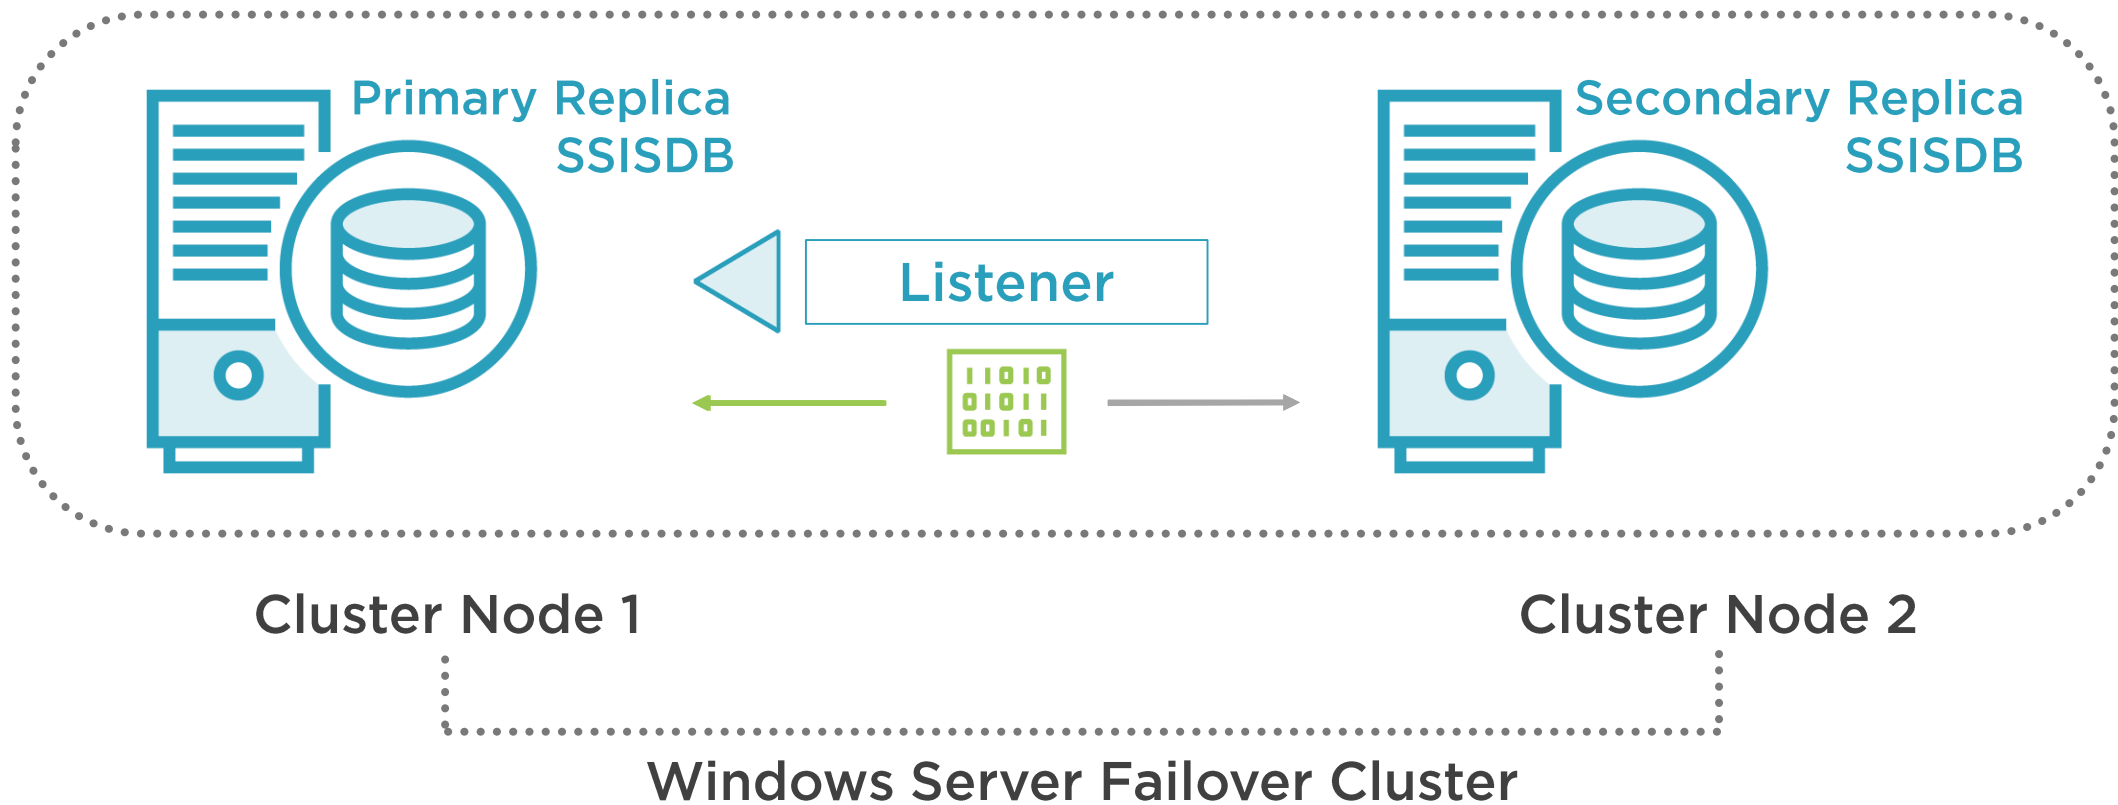 Primary Replica
SSISDB
Secondary Replica
SSISDB
Listener
11010
01011
00101
Cluster Node 1
Cluster Node 2
Windows Server Failover Cluster